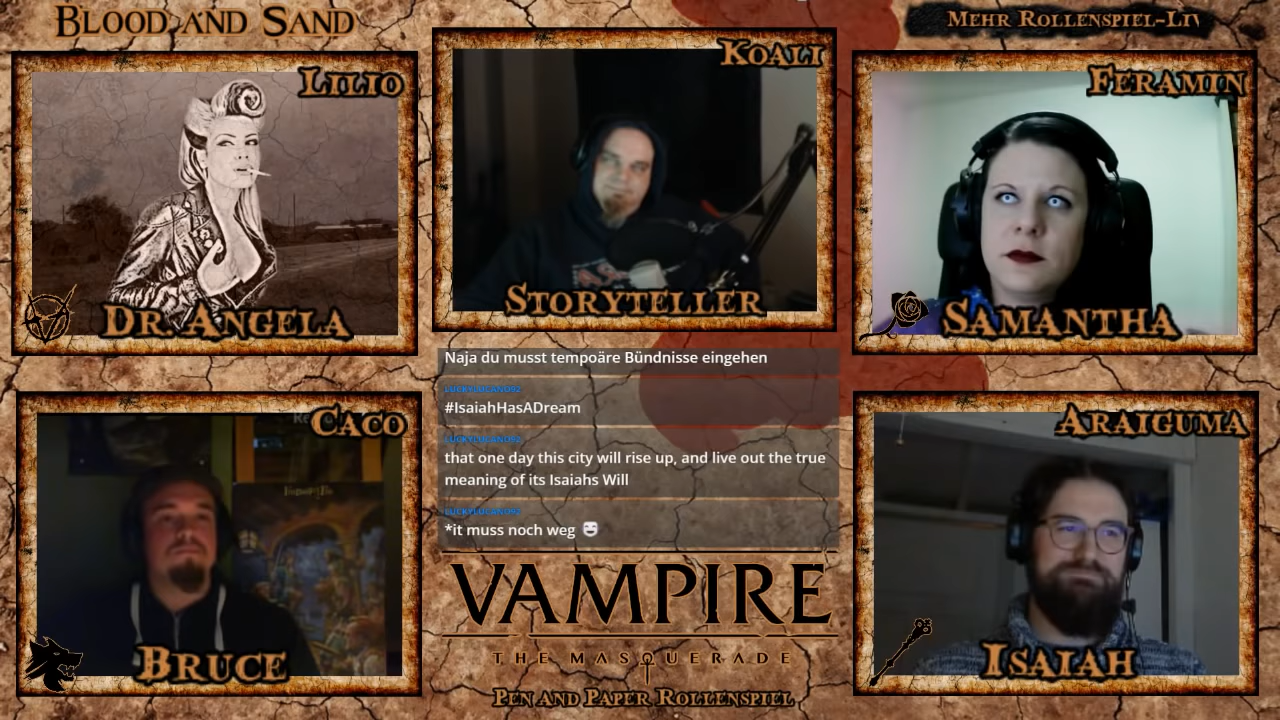 BLOOD AND SAND
MEHR ROLLENSPIEL-LIV
LILIO
DR. ANGELA
KOALI
STORYTELLER
FERAMIN
SAMANTHA
Naja du musst tempoäre Bündnisse eingehen
#IsaiahHasADream
that one day this city will rise up, and live out the true
meaning of its Isaiahs Will
*it muss noch weg
CACO
BRUCE
ARAIGUMA
ISAIAH
VAMPIRE
THE MASQUERADE
PEN AND PAPER ROLLENSPIEL